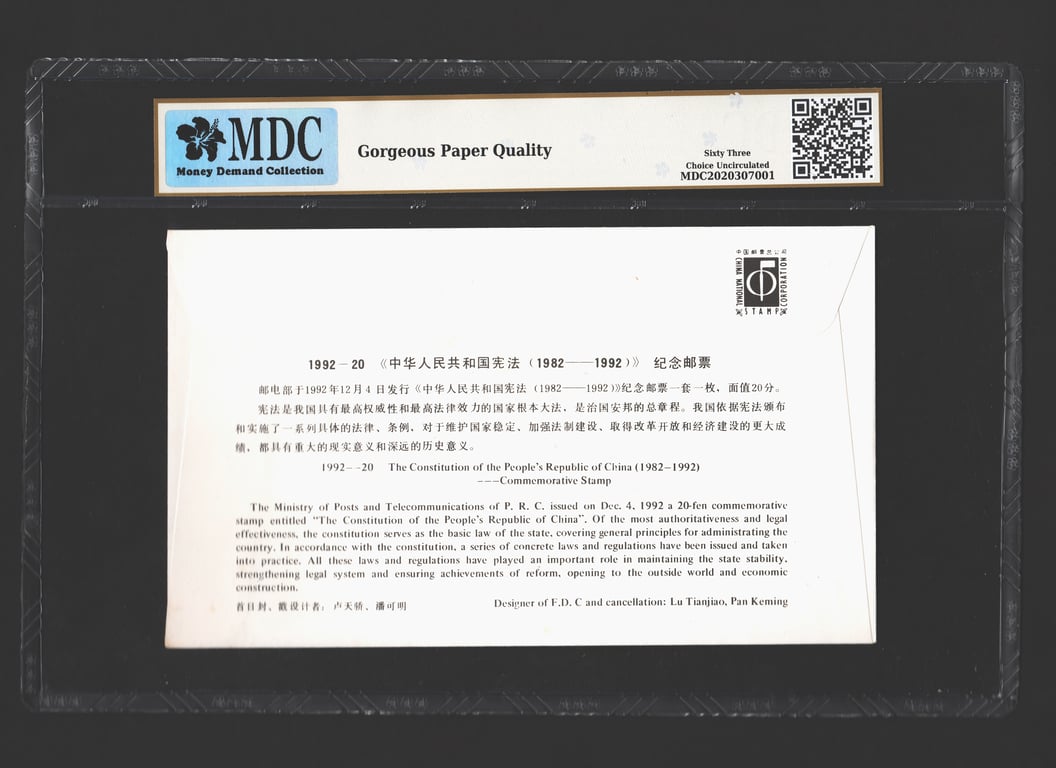 MDC
Money Demand Collection
Gorgeous Paper Quality
Sixty Three
Choice Uncirculated
MDC2020307001
中国邮票总公司
CHINA NATIONAL
STAMP
CORPORATION
1992－20 《中华人民共和国宪法（1982——1992）》 纪念邮票
邮电部于1992年12月4日发行《中华人民共和国宪法（1982——1992）》纪念邮票一套一枚，面值20分。
宪法是我国具有最高权威性和最高法律效力的国家根本大法，是治国安邦的总章程。我国依据宪法颁布
和实施了一系列具体的法律、条例，对于维护国家稳定、加强法制建设、取得改革开放和经济建设的更大成
绩，都具有重大的现实意义和深远的历史意义。
1992--20 The Constitution of the People's Republic of China (1982-1992)
---Commemorative Stamp
The Ministry of Posts and Telecommunications of P. R. C. issued on Dec. 4, 1992 a 20-fen commemorative
stamp entitled "The Constitution of the People's Republic of China". Of the most authoritativeness and legal
effectiveness, the constitution serves as the basic law of the state, covering general principles for administrating the
country. In accordance with the constitution, a series of concrete laws and regulations have been issued and taken
into practice. All these laws and regulations have played an important role in maintaining the state stability,
strengthening legal system and ensuring achievements of reform, opening to the outside world and economic
construction.
首日封、戳设计者：卢天骄、潘可明
Designer of F.D. C and cancellation: Lu Tianjiao, Pan Keming